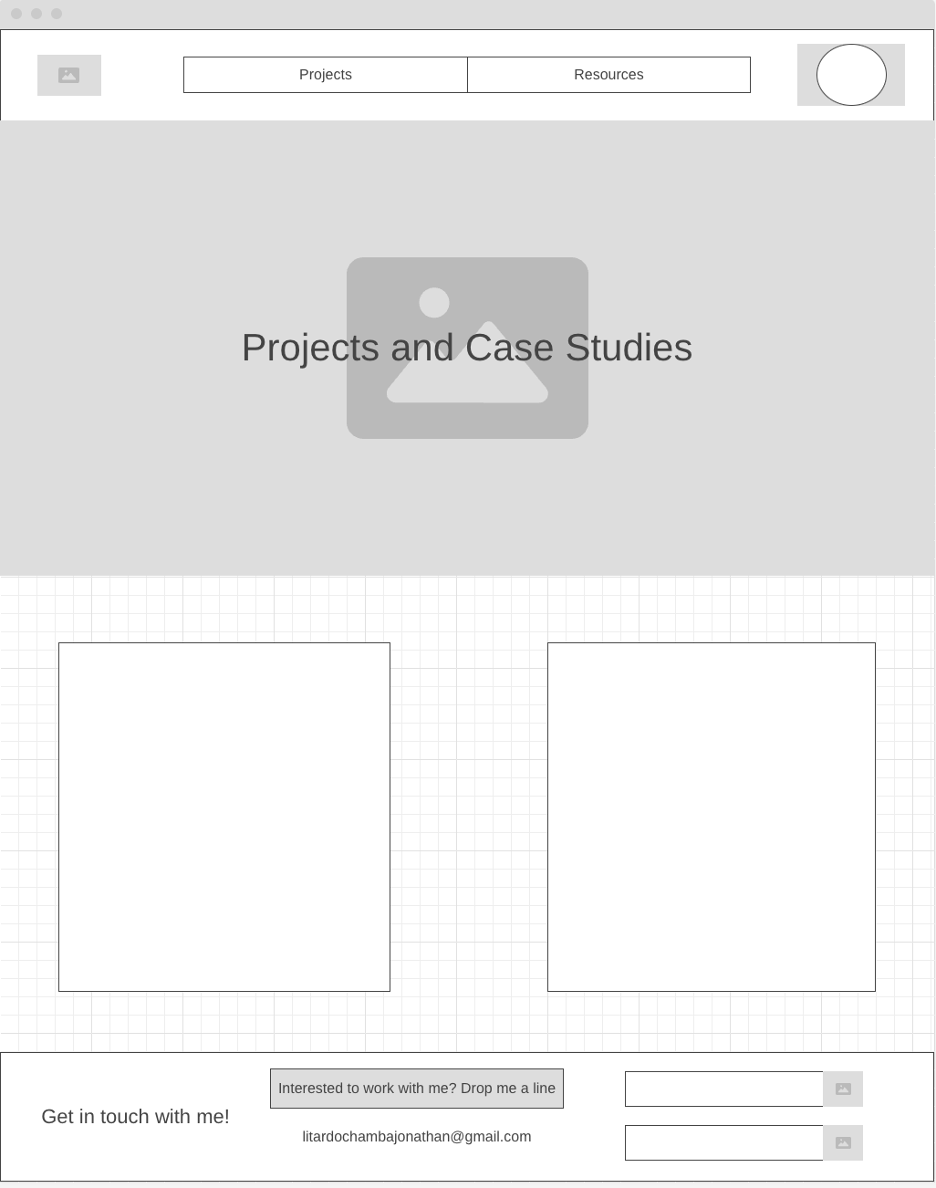 Projects
Resources
Projects and Case Studies
Get in touch with me!
Interested to work with me? Drop me a line
litardochambajonathan@gmail.com